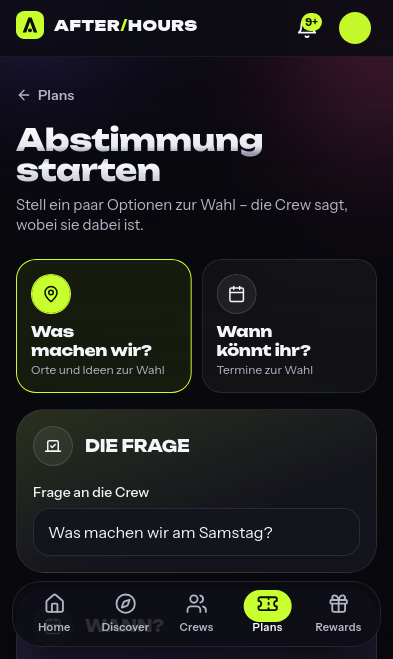 AFTER/HOURS
9+
← Plans
Abstimmung
starten
Stell ein paar Optionen zur Wahl – die Crew sagt,
wobei sie dabei ist.
Was
machen wir?
Orte und Ideen zur Wahl
Wann
könnt ihr?
Termine zur Wahl
DIE FRAGE
Frage an die Crew
Was machen wir am Samstag?
WANN?
Home
Discover
Crews
Plans
Rewards